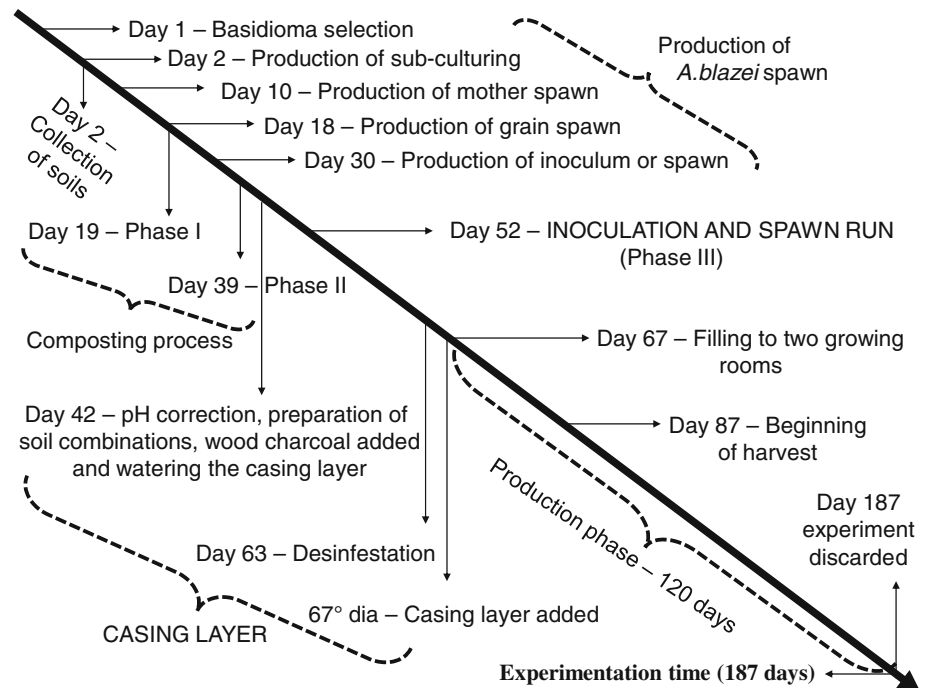 Day 1 – Basidioma selection
Day 2 – Production of sub-culturing
Day 10 – Production of mother spawn
Day 18 – Production of grain spawn
Day 30 – Production of inoculum or spawn
Production of
A.blazei spawn
Day 2 –
Collection
of soils
Day 19 – Phase I
Day 39 – Phase II
Composting process
Day 52 – INOCULATION AND SPAWN RUN
(Phase III)
Day 42 – pH correction, preparation of
soil combinations, wood charcoal added
and watering the casing layer
Day 63 – Desinfestation
67° dia – Casing layer added
CASING LAYER
Day 67 – Filling to two growing
rooms
Day 87 – Beginning
of harvest
Production phase – 120 days
Day 187
experiment
discarded
Experimentation time (187 days)